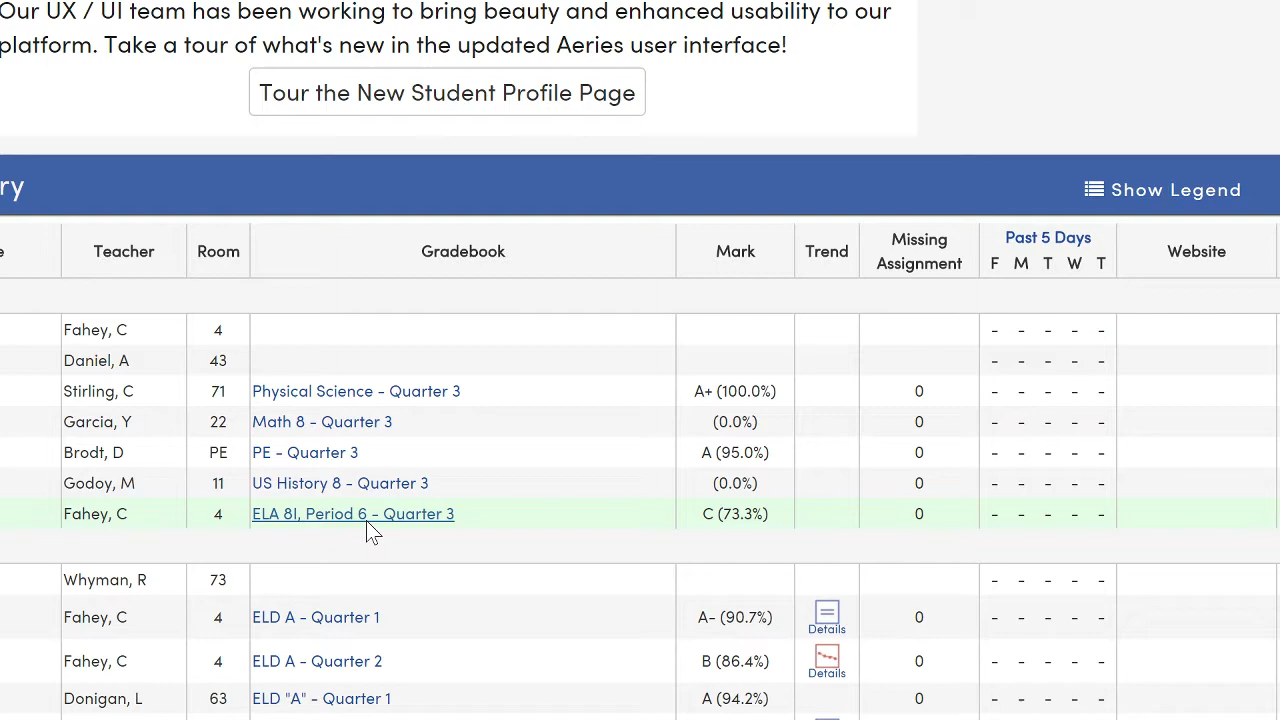 Our UX / UI team has been working to bring beauty and enhanced usability to our
platform. Take a tour of what's new in the updated Aeries user interface!
Tour the New Student Profile Page
ry
Show Legend
e Teacher Room Gradebook Mark Trend Missing Assignment Past 5 Days F M T W T Website
Fahey, C 4 - - - - -
Daniel, A 43 - - - - -
Stirling, C 71 Physical Science - Quarter 3 A+ (100.0%) 0 - - - - -
Garcia, Y 22 Math 8 - Quarter 3 (0.0%) 0 - - - - -
Brodt, D PE PE - Quarter 3 A (95.0%) 0 - - - - -
Godoy, M 11 US History 8 - Quarter 3 (0.0%) 0 - - - - -
Fahey, C 4 ELA 8I, Period 6 - Quarter 3 C (73.3%) 0 - - - - -
Whyman, R 73 - - - - -
Fahey, C 4 ELD A - Quarter 1 A- (90.7%) Details 0 - - - - -
Fahey, C 4 ELD A - Quarter 2 B (86.4%) Details 0 - - - - -
Donigan, L 63 ELD "A" - Quarter 1 A (94.2%) 0 - - - - -